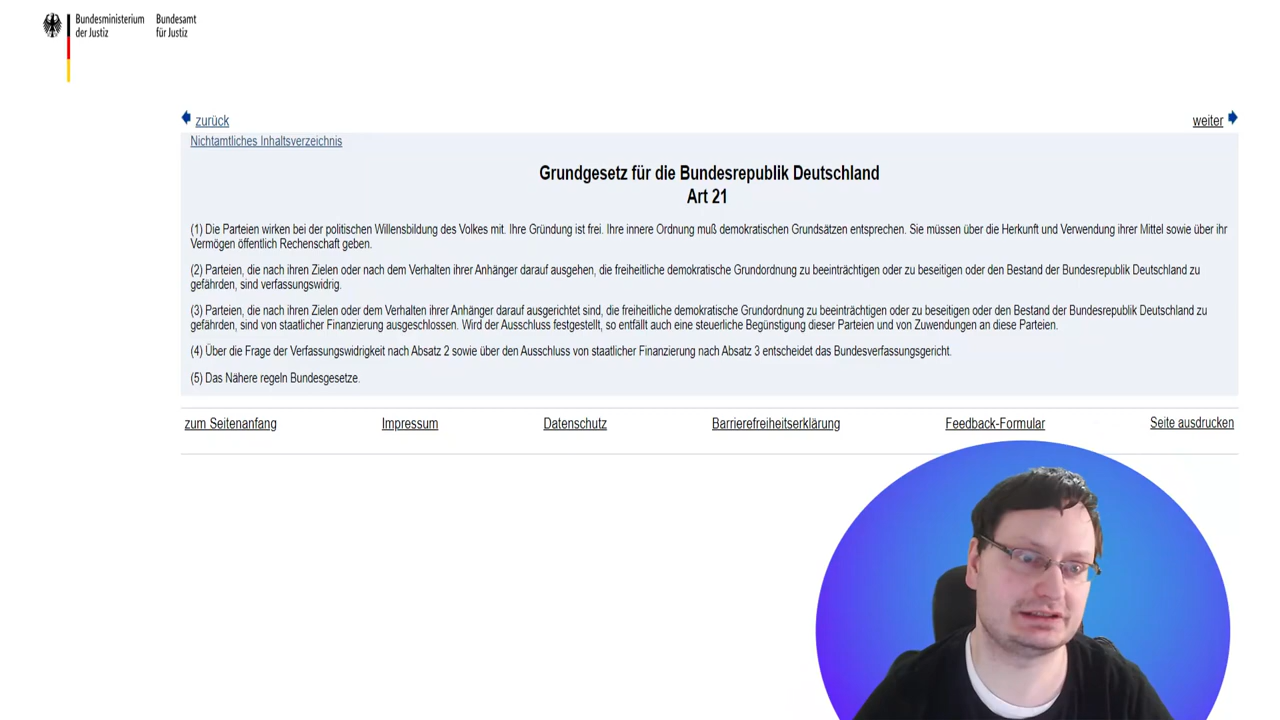 Bundesministerium
der Justiz
Bundesamt
für Justiz
zurück
weiter
Nichtamtliches Inhaltsverzeichnis
Grundgesetz für die Bundesrepublik Deutschland
Art 21
(1) Die Parteien wirken bei der politischen Willensbildung des Volkes mit. Ihre Gründung ist frei. Ihre innere Ordnung muß demokratischen Grundsätzen entsprechen. Sie müssen über die Herkunft und Verwendung ihrer Mittel sowie über ihr
Vermögen öffentlich Rechenschaft geben.
(2) Parteien, die nach ihren Zielen oder nach dem Verhalten ihrer Anhänger darauf ausgehen, die freiheitliche demokratische Grundordnung zu beeinträchtigen oder zu beseitigen oder den Bestand der Bundesrepublik Deutschland zu
gefährden, sind verfassungswidrig.
(3) Parteien, die nach ihren Zielen oder dem Verhalten ihrer Anhänger darauf ausgerichtet sind, die freiheitliche demokratische Grundordnung zu beeinträchtigen oder zu beseitigen oder den Bestand der Bundesrepublik Deutschland zu
gefährden, sind von staatlicher Finanzierung ausgeschlossen. Wird der Ausschluss festgestellt, so entfällt auch eine steuerliche Begünstigung dieser Parteien und von Zuwendungen an diese Parteien.
(4) Über die Frage der Verfassungswidrigkeit nach Absatz 2 sowie über den Ausschluss von staatlicher Finanzierung nach Absatz 3 entscheidet das Bundesverfassungsgericht.
(5) Das Nähere regeln Bundesgesetze.
zum Seitenanfang
Impressum
Datenschutz
Barrierefreiheitserklärung
Feedback-Formular
Seite ausdrucken